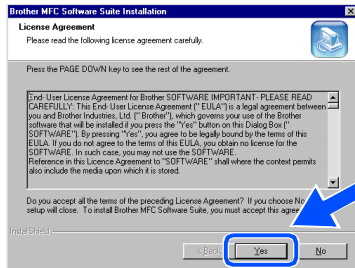 Brother MFC Software Suite Installation
License Agreement
Please read the following license agreement carefully.
Press the PAGE DOWN key to see the rest of the agreement.
End- User License Agreement for Brother SOFTWARE IMPORTANT - PLEASE READ
CAREFULLY: This End- User License Agreement (" EULA") is a legal agreement between
you and Brother Industries, Ltd. (" Brother"), which governs your use of the Brother
software that will be installed if you press the "Yes" button on this Dialog Box ("
SOFTWARE"). By pressing "Yes", you agree to be legally bound by the terms of this
EULA. If you do not agree to the terms of this EULA, you obtain no license for the
SOFTWARE. In such case, you may not use the SOFTWARE.
Reference in this Licence Agreement to "SOFTWARE" shall where the context permits
also include the media upon which it is stored.
Do you accept all the terms of the preceding License Agreement? If you choose No
setup will close. To install Brother MFC Software Suite, you must accept this
InstallShield
< Back
Yes
No